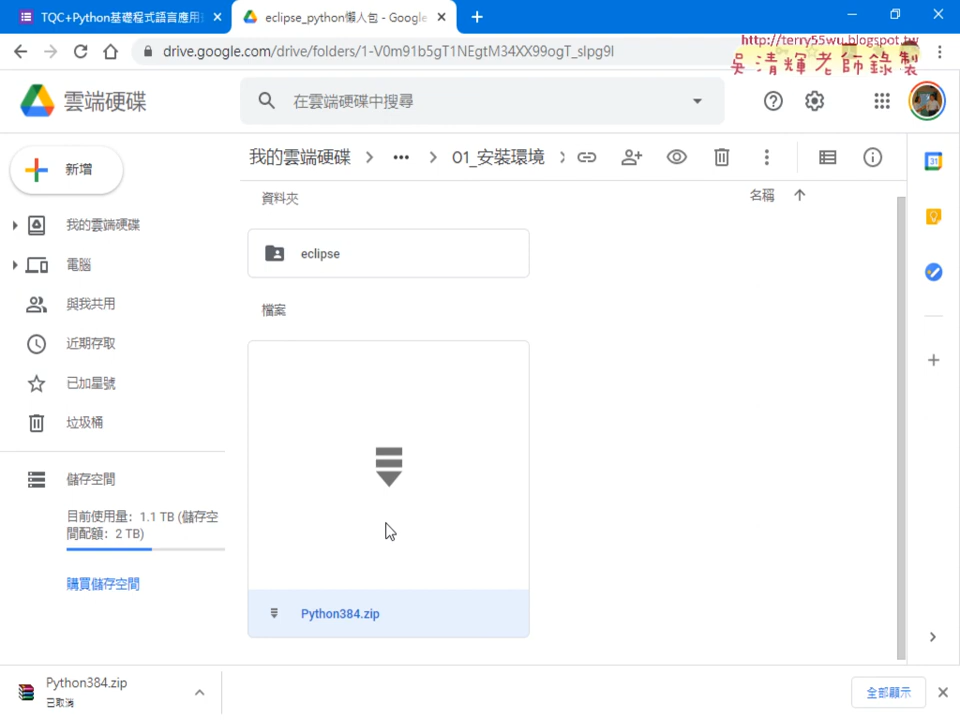 TQC+Python基礎程式語言應用
eclipse_python懶人包 - Google
drive.google.com/drive/folders/1-V0m91b5gT1NEgtM34XX99ogT_slpg9l
http://terry55wu.blogspot.tw
吳清輝老師錄製
雲端硬碟
在雲端硬碟中搜尋
新增
我的雲端硬碟
01_安裝環境
資料夾
名稱
eclipse
檔案
Python384.zip
我的雲端硬碟
電腦
與我共用
近期存取
已加星號
垃圾桶
儲存空間
目前使用量：1.1 TB (儲存空
間配額：2 TB)
購買儲存空間
31
Python384.zip
已取消
全部顯示